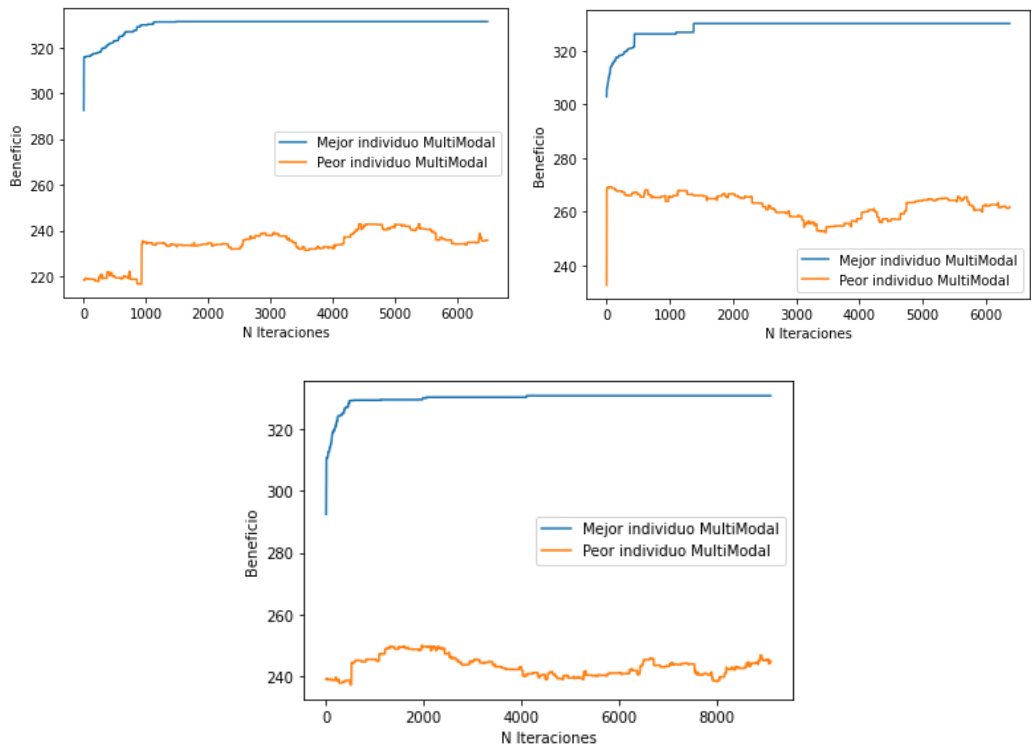 320
300
280
260
240
220
Beneficio
Mejor individuo MultiModal
Peor individuo MultiModal
0 1000 2000 3000 4000 5000 6000
N Iteraciones
320
300
280
260
240
Beneficio
Mejor individuo MultiModal
Peor individuo MultiModal
0 1000 2000 3000 4000 5000 6000
N Iteraciones
320
300
280
260
240
Beneficio
Mejor individuo MultiModal
Peor individuo MultiModal
0 2000 4000 6000 8000
N Iteraciones